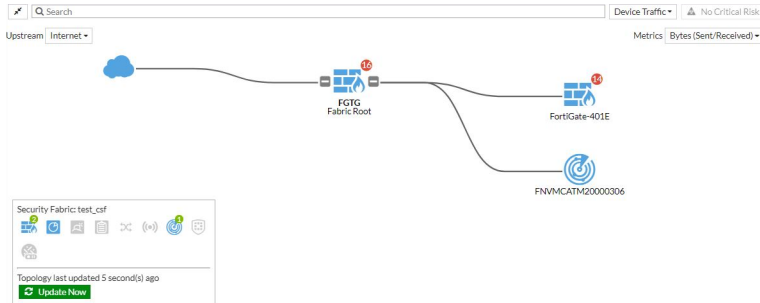 Search
Device Traffic
No Critical Risk
Upstream Internet
Metrics Bytes (Sent/Received)
16
14
FGTG
Fabric Root
FortiGate-401E
FNVMCATM20000306
Security Fabric: test_csf
2
1
Topology last updated 5 second(s) ago
Update Now